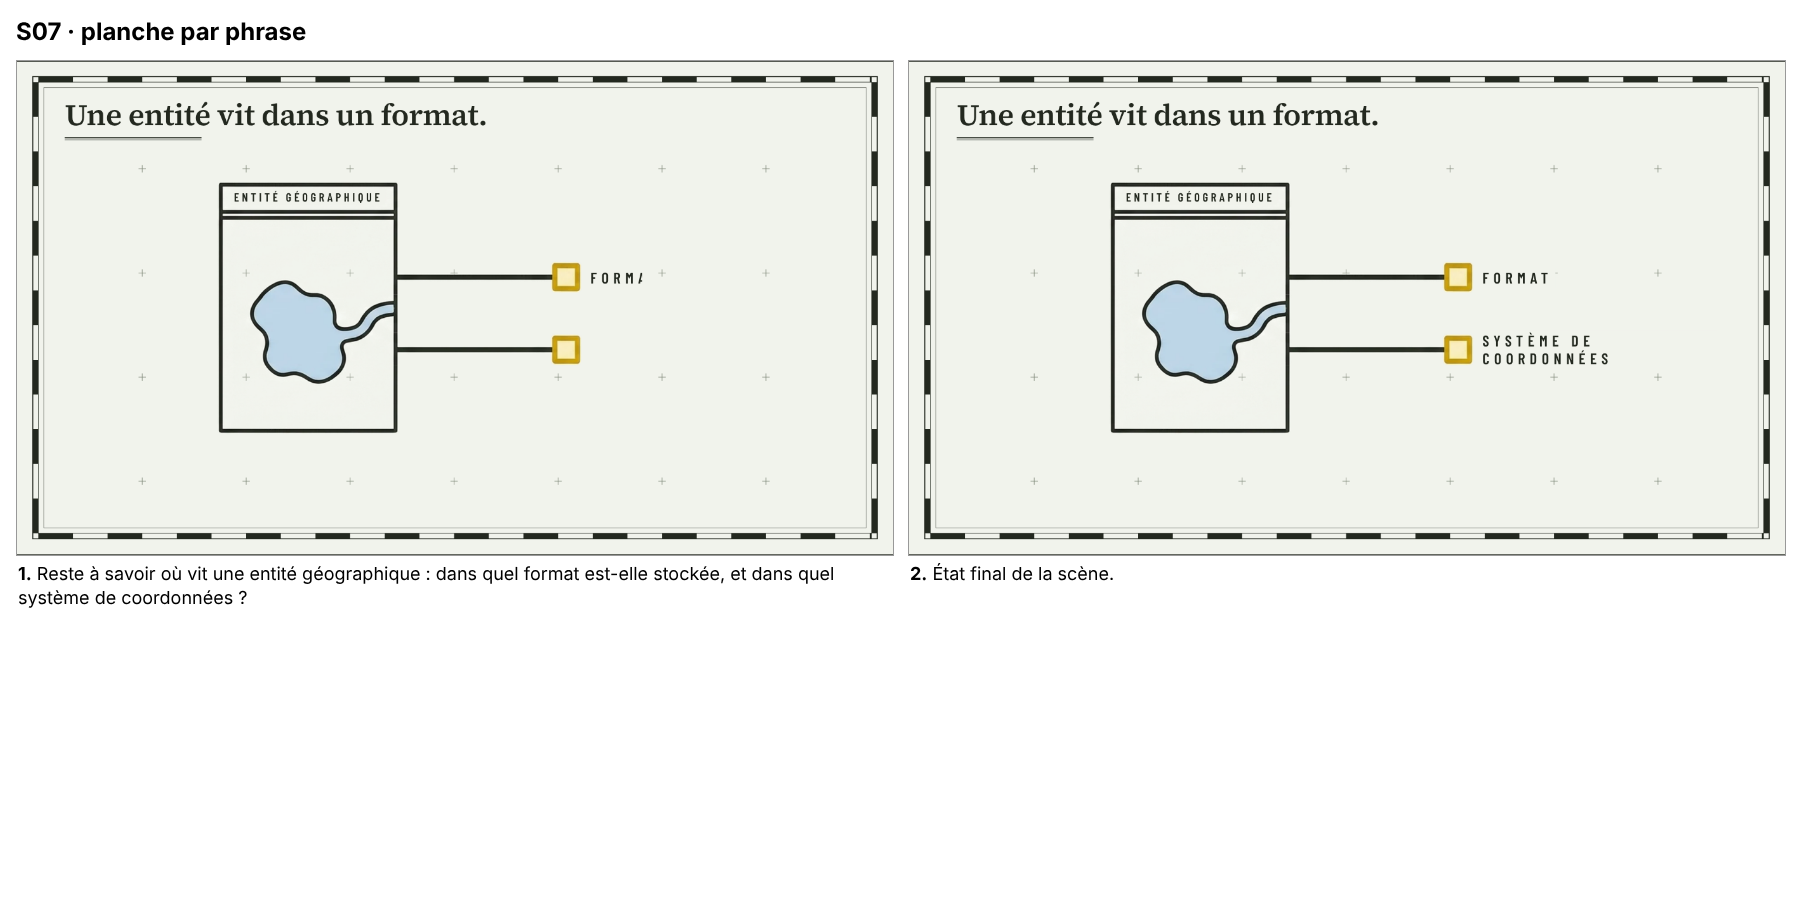 S07 · planche par phrase
Une entité vit dans un format.
ENTITÉ GÉOGRAPHIQUE
FORMA
1. Reste à savoir où vit une entité géographique : dans quel format est-elle stockée, et dans quel
système de coordonnées ?
Une entité vit dans un format.
ENTITÉ GÉOGRAPHIQUE
FORMAT
SYSTÈME DE
COORDONNÉES
2. État final de la scène.